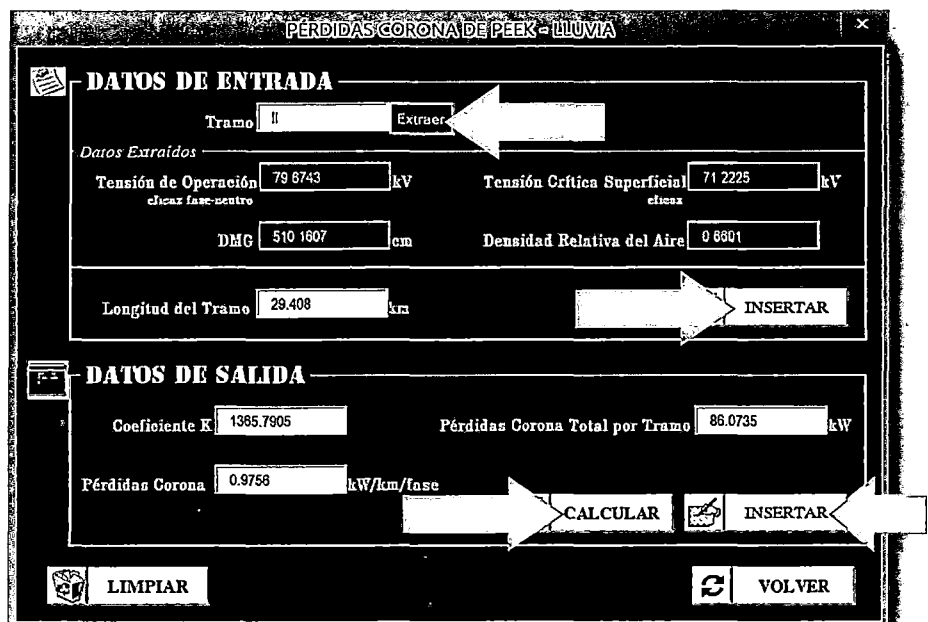 PERDIDAS CORONA DE PEEK - LLUVIA
DATOS DE ENTRADA
Tramo II Extraer
Datos Extraídos
Tensión de Operación 79 6743 kV Tensión Crítica Superficial 71 2225 kV
eficaz fase-neutro eficaz
DMG 510 1607 cm Densidad Relativa del Aire 0 6601
Longitud del Tramo 29.408 km INSERTAR
DATOS DE SALIDA
Coeficiente K 1365.7905 Pérdidas Corona Total por Tramo 86.0735 kW
Pérdidas Corona 0.9756 kW/km/fase
CALCULAR INSERTAR
LIMPIAR VOLVER